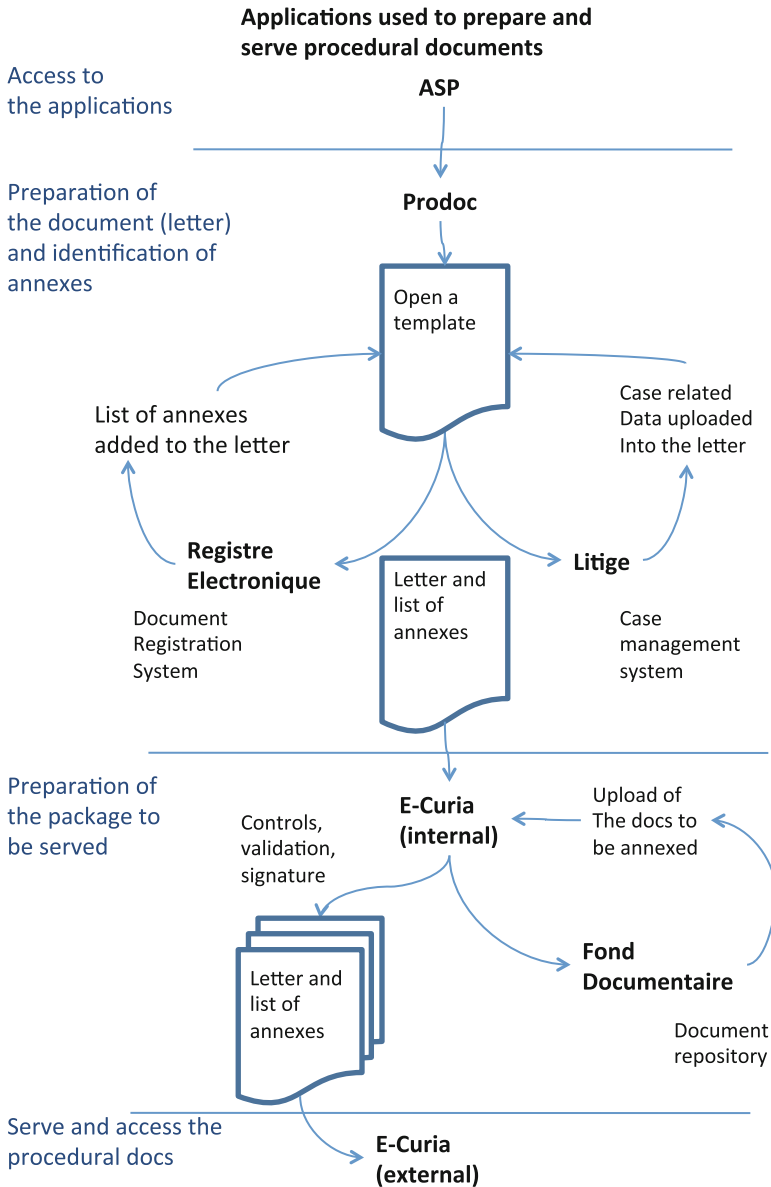 Applications used to prepare and
serve procedural documents
Access to
the applications
ASP
Preparation of
the document (letter)
and identification of
annexes
Prodoc
Open a
template
List of annexes
added to the letter
Case related
Data uploaded
Into the letter
Registre
Electronique
Litige
Document
Registration
System
Letter and
list of
annexes
Case
management
system
Preparation of
the package to
be served
E-Curia
(internal)
Upload of
The docs to
be annexed
Controls,
validation,
signature
Fond
Documentaire
Letter and
list of
annexes
Document
repository
Serve and access the
procedural docs
E-Curia
(external)